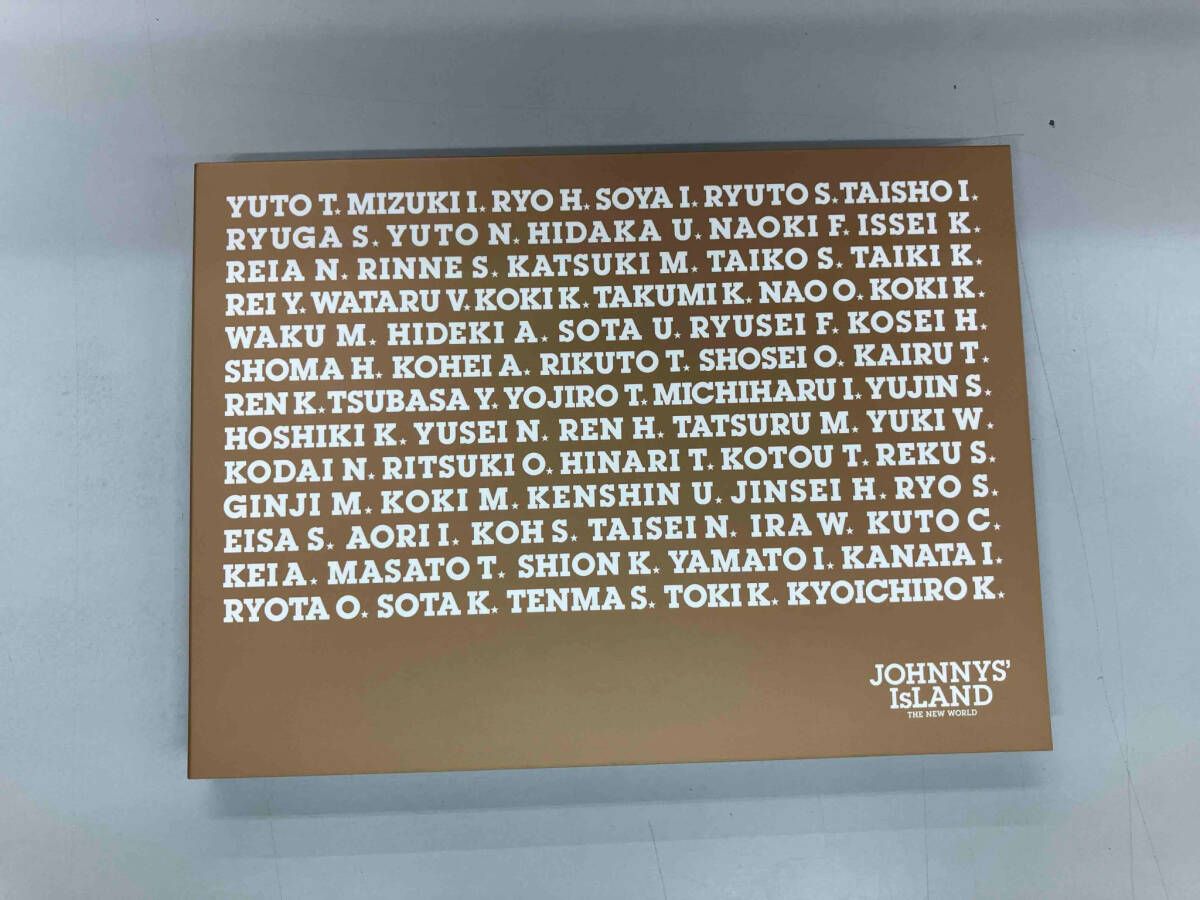 YUTO T★ MIZUKI I★ RYO H★ SOYA I★ RYUTO S★ TAISHO I★
RYUGA S★ YUTO N★ HIDAKA U★ NAOKI F★ ISSEI K★
REIA N★ RINNE S★ KATSUKI M★ TAIKO S★ TAIKI K★
REI Y★ WATARU V★ KOKI K★ TAKUMI K★ NAO O★ KOKI K★
WAKU M★ HIDEKI A★ SOTA U★ RYUSEI F★ KOSEI H★
SHOMA H★ KOHEI A★ RIKUTO T★ SHOSEI O★ KAIRU T★
REN K★ TSUBASA Y★ YOJIRO T★ MICHIHARU I★ YUJIN S★
HOSHIKI K★ YUSEI N★ REN H★ TATSURU M★ YUKI W★
KODAI N★ RITSUKI O★ HINARI T★ KOTOU T★ REKU S★
GINJI M★ KOKI M★ KENSHIN U★ JINSEI H★ RYO S★
EISA S★ AORI I★ KOH S★ TAISEI N★ IRA W★ KUTO C★
KEI A★ MASATO T★ SHION K★ YAMATO I★ KANATA I★
RYOTA O★ SOTA K★ TENMA S★ TOKI K★ KYOICHIRO K★
JOHNNYS'
IsLAND
THE NEW WORLD